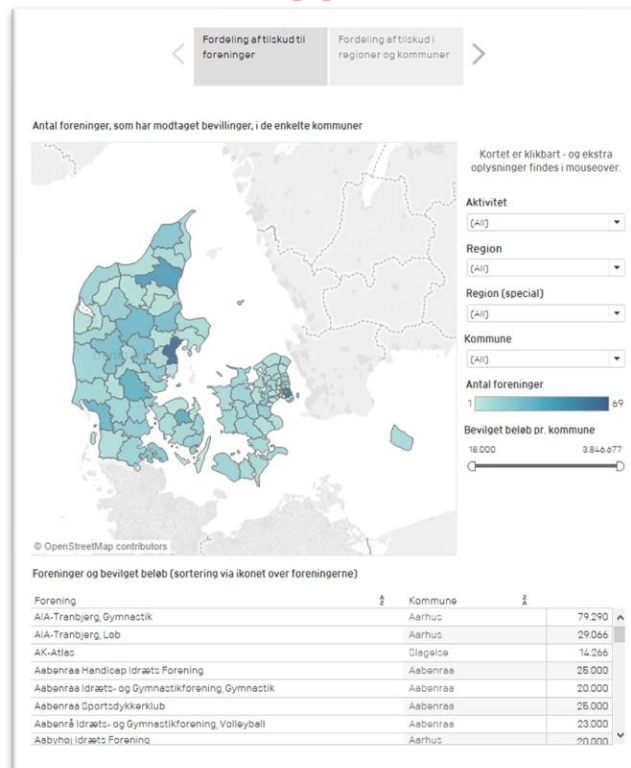 Fordeling af tilskud til
foreninger
Fordeling af tilskud i
regioner og kommuner
Antal foreninger, som har modtaget bevillinger, i de enkelte kommuner
Kortet er klikbart - og ekstra
oplysninger findes i mouseover.
Aktivitet
(All)
Region
(All)
Region (special)
(All)
Kommune
(All)
Antal foreninger
1 69
Bevilget beløb pr. kommune
18.000 3.846.677
© OpenStreetMap contributors
Foreninger og bevilget beløb (sortering via ikonet over foreningerne)
Forening Kommune
AIA-Tranbjerg, Gymnastik Aarhus 79.290
AIA-Tranbjerg, Løb Aarhus 29.066
AK-Atlas Slagelse 14.266
Aabenraa Handicap Idræts Forening Aabenraa 25.000
Aabenraa Idræts- og Gymnastikforening, Gymnastik Aabenraa 20.000
Aabenraa Sportsdykkerklub Aabenraa 25.000
Aabenrå Idræts- og Gymnastikforening, Volleyball Aabenraa 23.000
Aabyhøj Idræts Forening Aarhus 20.000